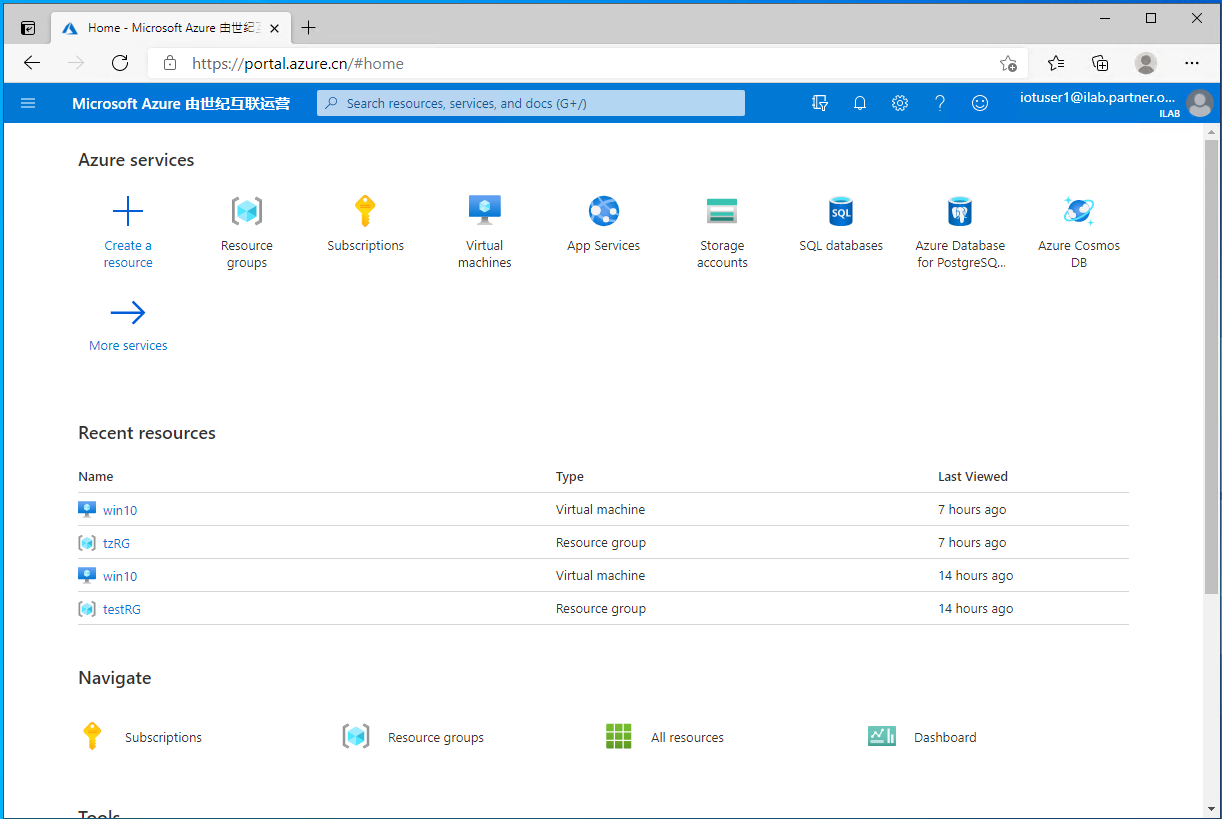 Home - Microsoft Azure 由世纪互
https://portal.azure.cn/#home
Microsoft Azure 由世纪互联运营
Search resources, services, and docs (G+/)
iotuser1@ilab.partner.o...
ILAB
Azure services
Create a
resource
Resource
groups
Subscriptions
Virtual
machines
App Services
Storage
accounts
SQL
SQL databases
Azure Database
for PostgreSQ...
Azure Cosmos
DB
More services
Recent resources
Name Type Last Viewed
win10 Virtual machine 7 hours ago
tzRG Resource group 7 hours ago
win10 Virtual machine 14 hours ago
testRG Resource group 14 hours ago
Navigate
Subscriptions Resource groups All resources Dashboard
Tools